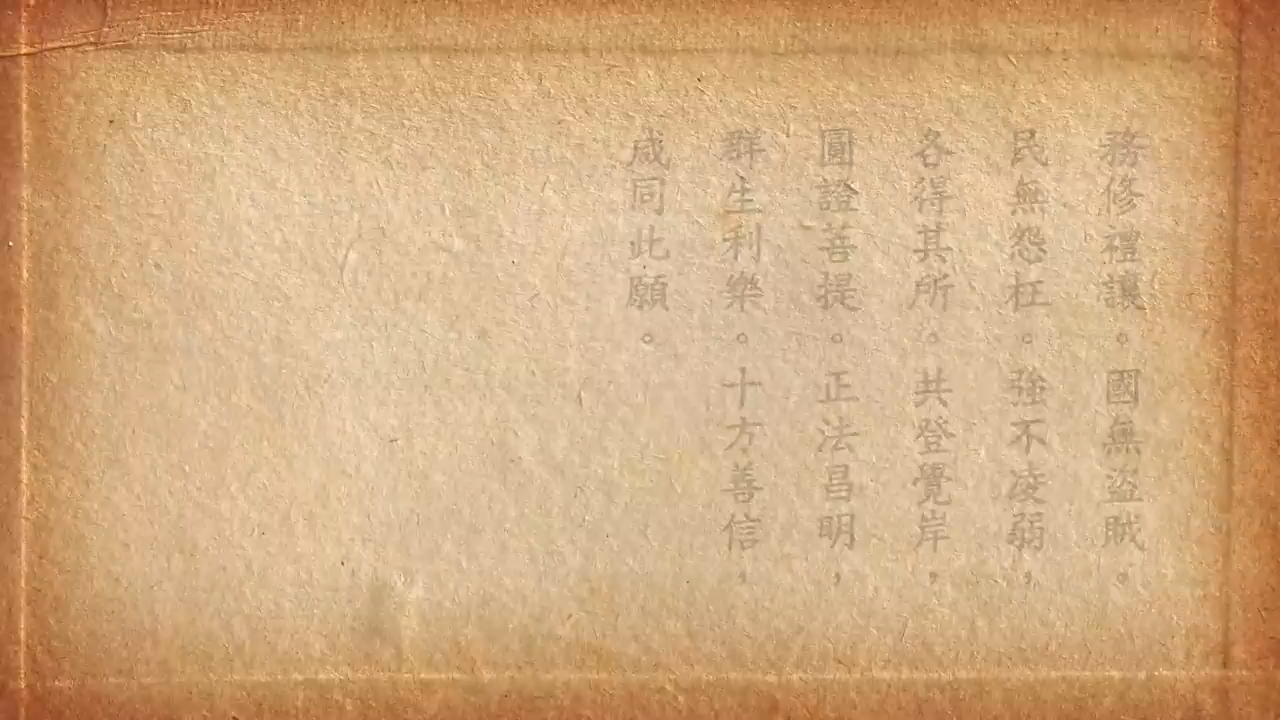 務修禮讓。國無盜賊。
民無怨枉。強不凌弱，
各得其所。共登覺岸，
圓證菩提。正法昌明，
群生利樂。十方善信，
咸同此願。